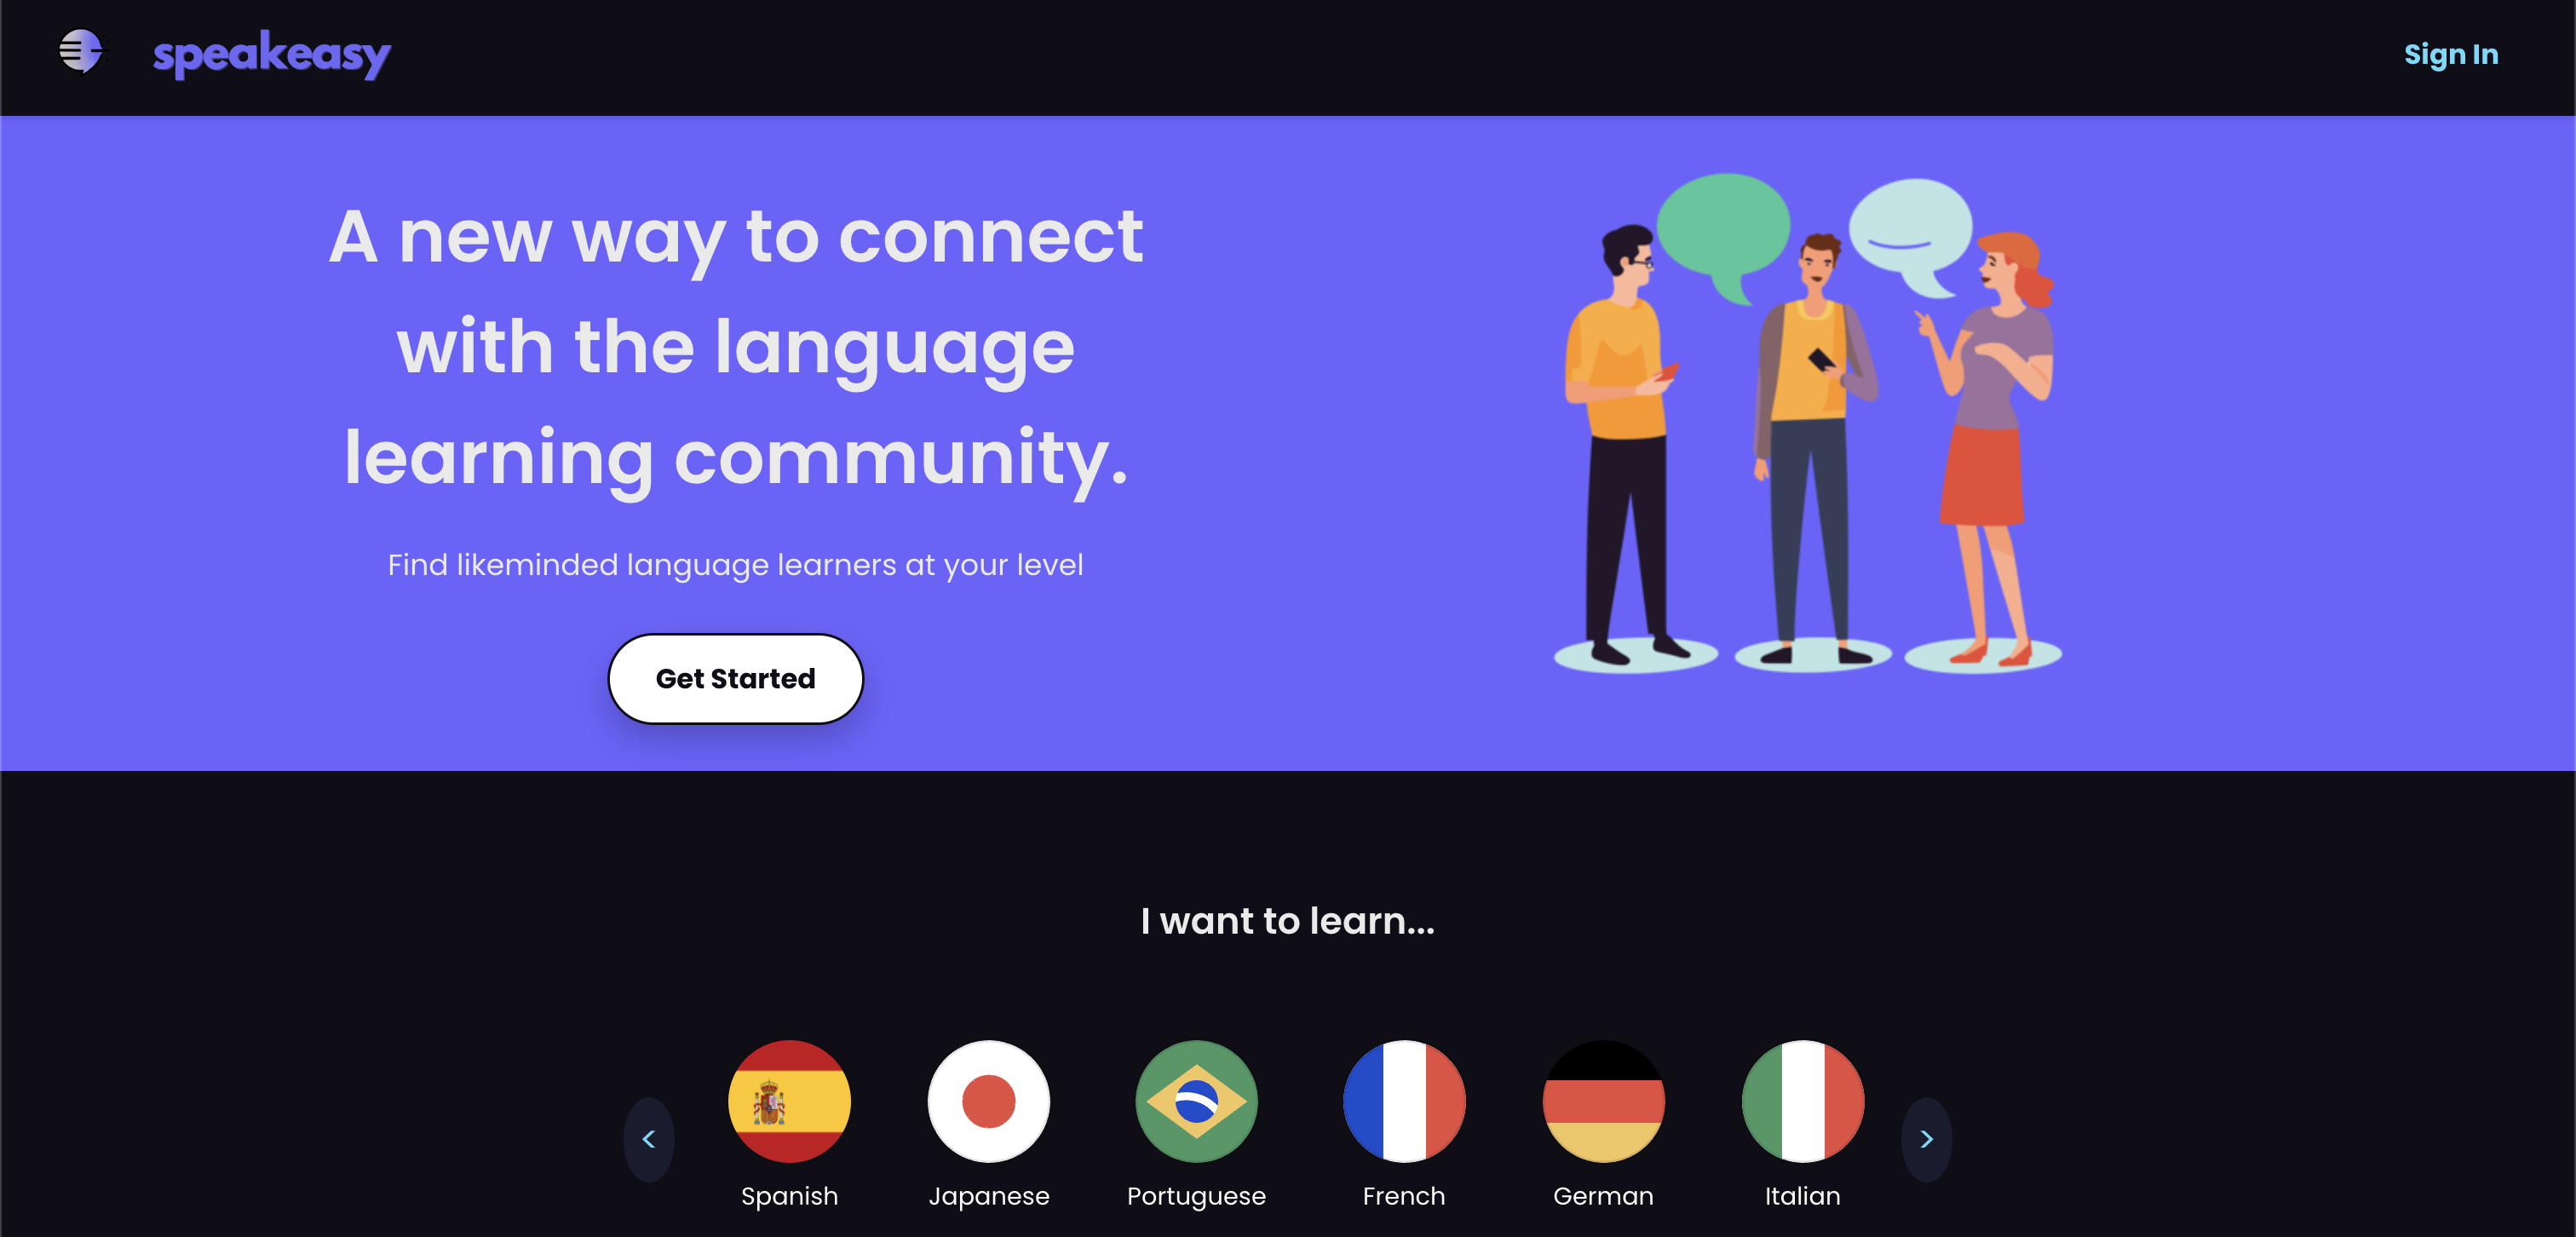 speakeasy
Sign In
A new way to connect
with the language
learning community.
Find likeminded language learners at your level
Get Started
I want to learn...
<
>
Spanish
Japanese
Portuguese
French
German
Italian